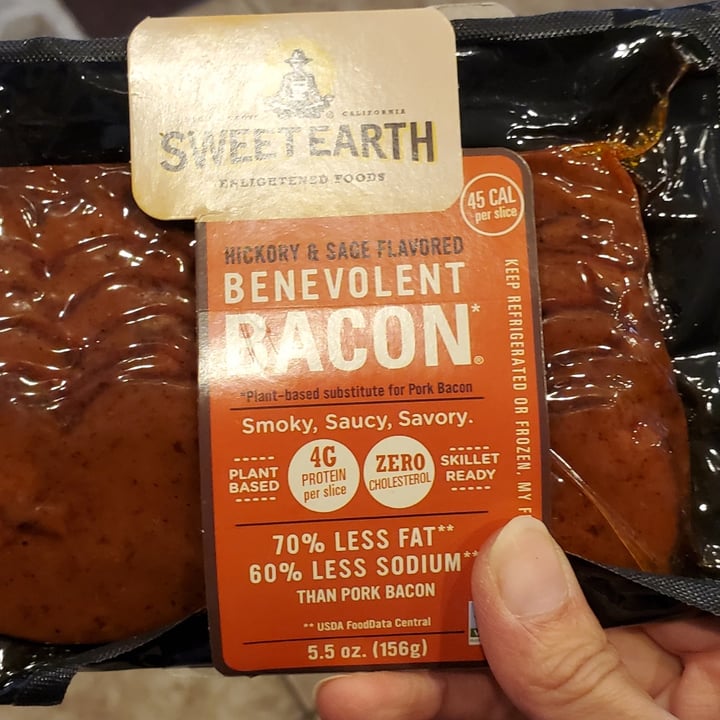 CALIFORNIA
SWEET EARTH
ENLIGHTENED FOODS
45 CAL
per slice
HICKORY & SAGE FLAVORED
BENEVOLENT
BACON*®
*Plant-based substitute for Pork Bacon
Smoky, Saucy, Savory.
PLANT
BASED
4G
PROTEIN
per slice
ZERO
CHOLESTEROL
SKILLET
READY
70% LESS FAT**
60% LESS SODIUM**
THAN PORK BACON
** USDA FoodData Central
5.5 oz. (156g)
KEEP REFRIGERATED OR FROZEN, MY F